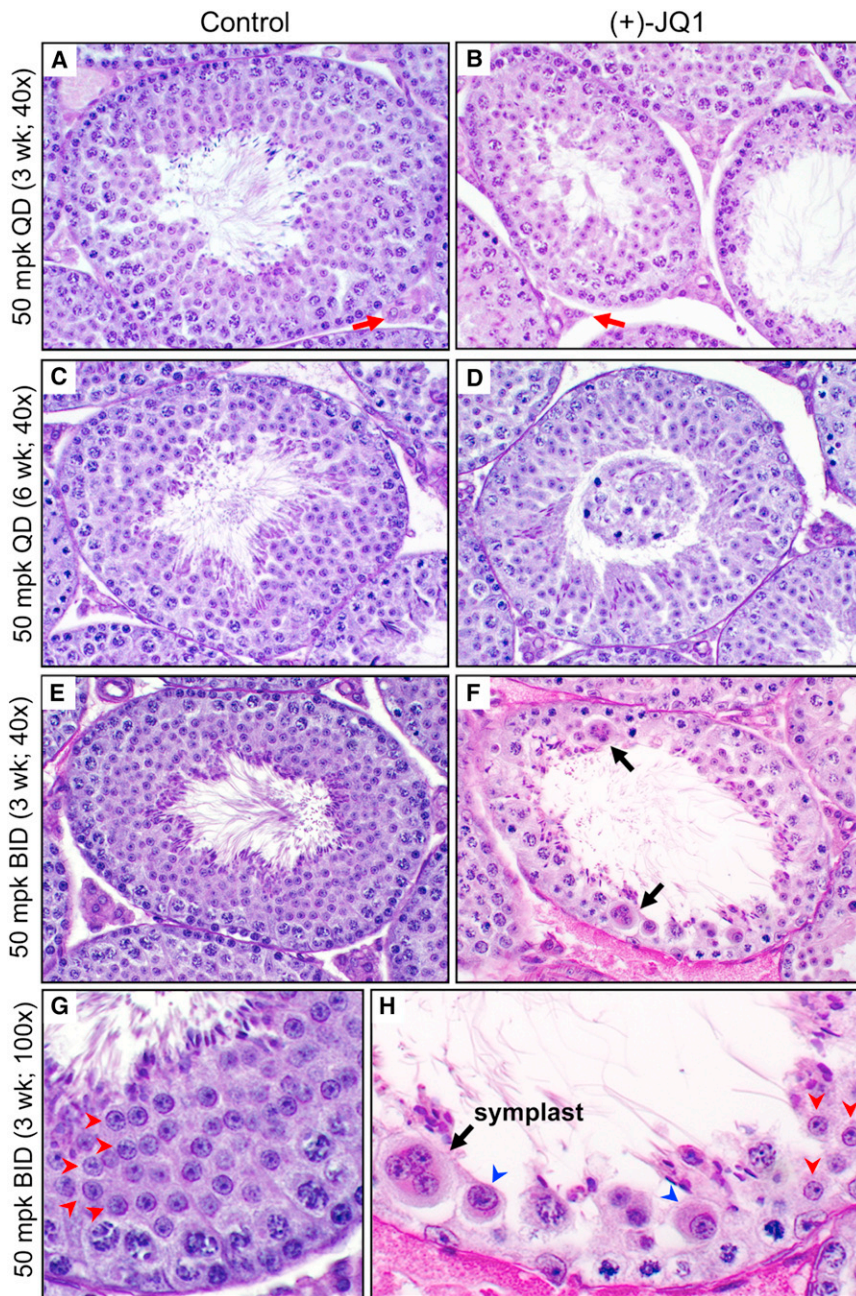 Control
(+)-JQ1
50 mpk QD (3 wk; 40x)
A
B
50 mpk QD (6 wk; 40x)
C
D
50 mpk BID (3 wk; 40x)
E
F
50 mpk BID (3 wk; 100x)
G
H
symplast